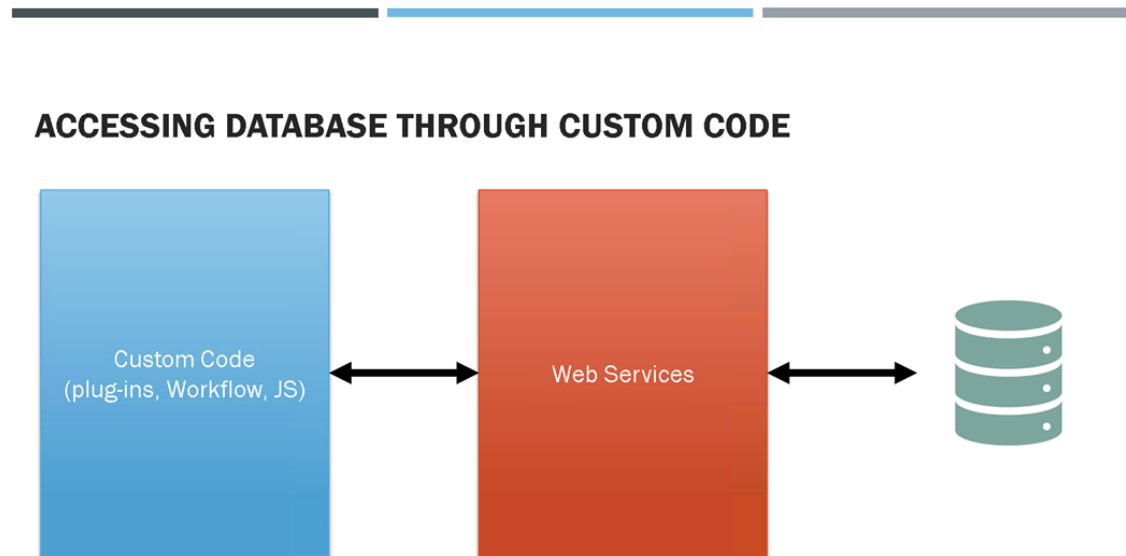 ACCESSING DATABASE THROUGH CUSTOM CODE
Custom Code
(plug-ins, Workflow, JS)
Web Services